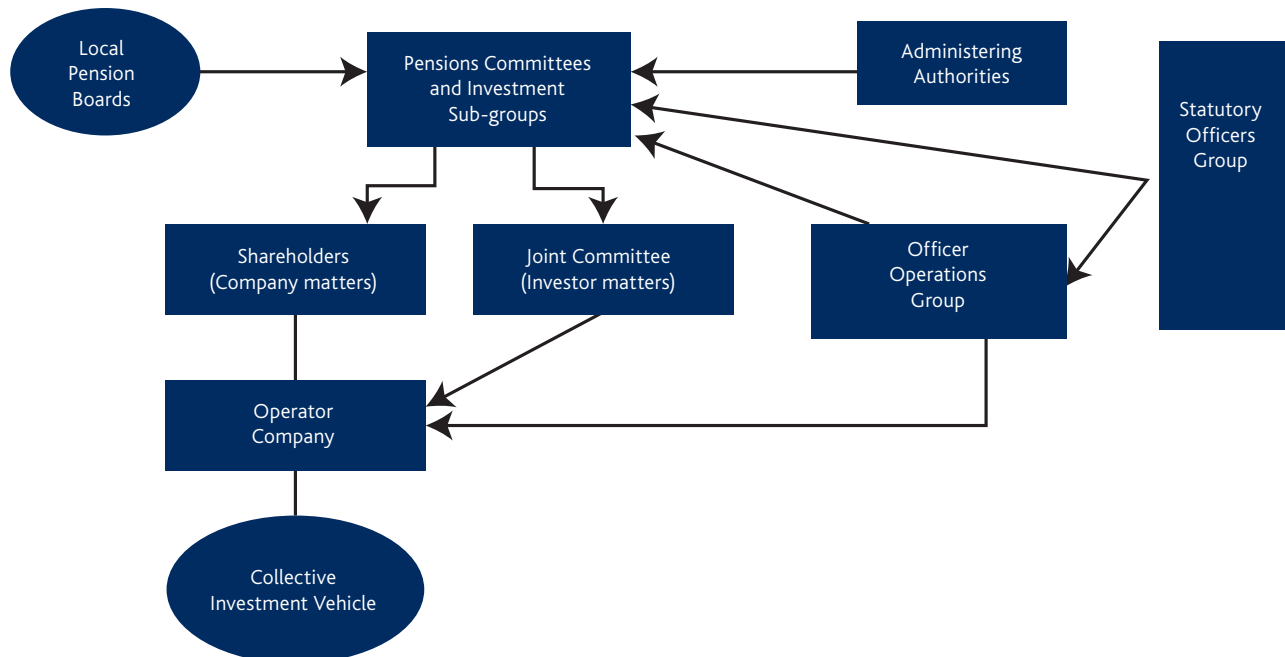 Local
Pension
Boards
Pensions Committees
and Investment
Sub-groups
Administering
Authorities
Statutory
Officers
Group
Shareholders
(Company matters)
Joint Committee
(Investor matters)
Officer
Operations
Group
Operator
Company
Collective
Investment Vehicle